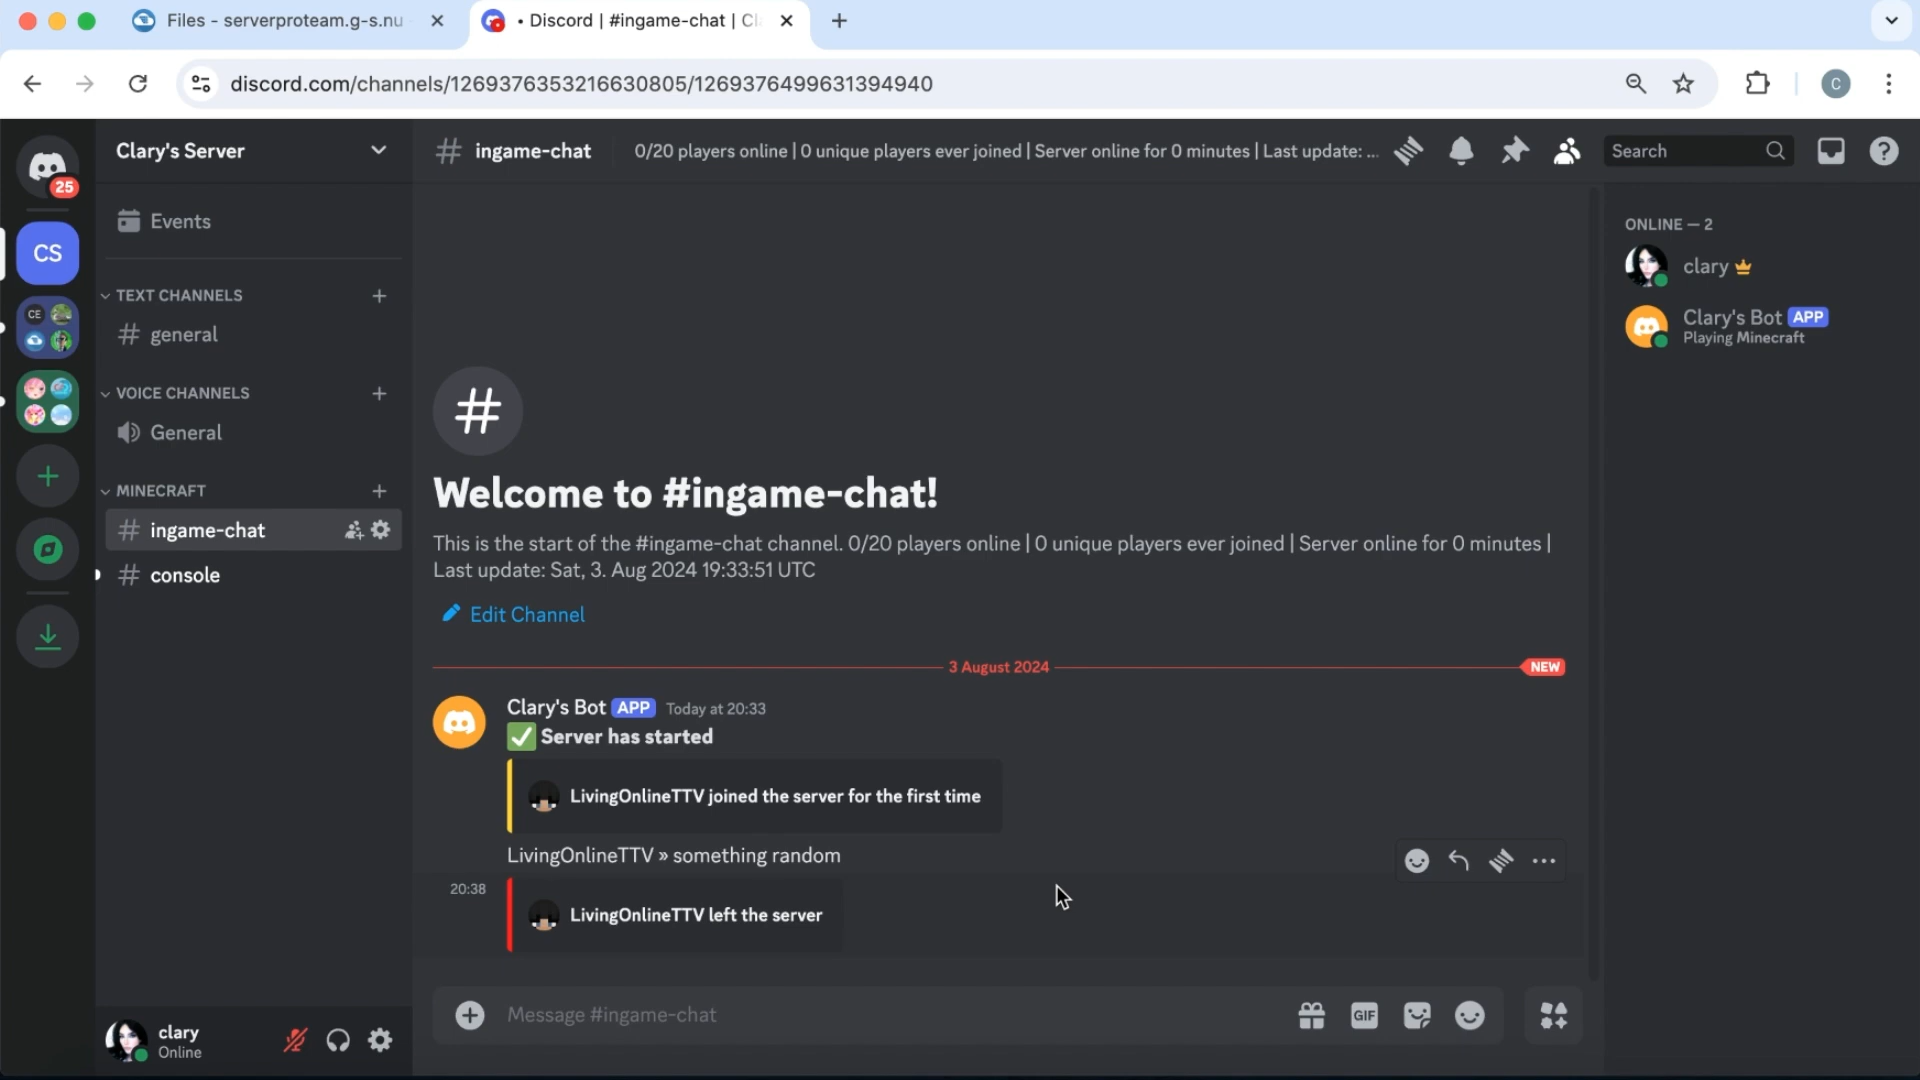 Files - serverproteam.g-s.nu
• Discord | #ingame-chat | Cl
discord.com/channels/1269376353216630805/1269376499631394940
C
25
CS
CE
Clary's Server
Events
TEXT CHANNELS
general
VOICE CHANNELS
General
MINECRAFT
ingame-chat
console
clary
Online
ingame-chat
0/20 players online | 0 unique players ever joined | Server online for 0 minutes | Last update: ...
Search
Welcome to #ingame-chat!
This is the start of the #ingame-chat channel. 0/20 players online | 0 unique players ever joined | Server online for 0 minutes |
Last update: Sat, 3. Aug 2024 19:33:51 UTC
Edit Channel
3 August 2024
NEW
Clary's Bot APP Today at 20:33
✅ Server has started
LivingOnlineTTV joined the server for the first time
LivingOnlineTTV » something random
20:38
LivingOnlineTTV left the server
Message #ingame-chat
GIF
ONLINE — 2
clary
Clary's Bot APP
Playing Minecraft